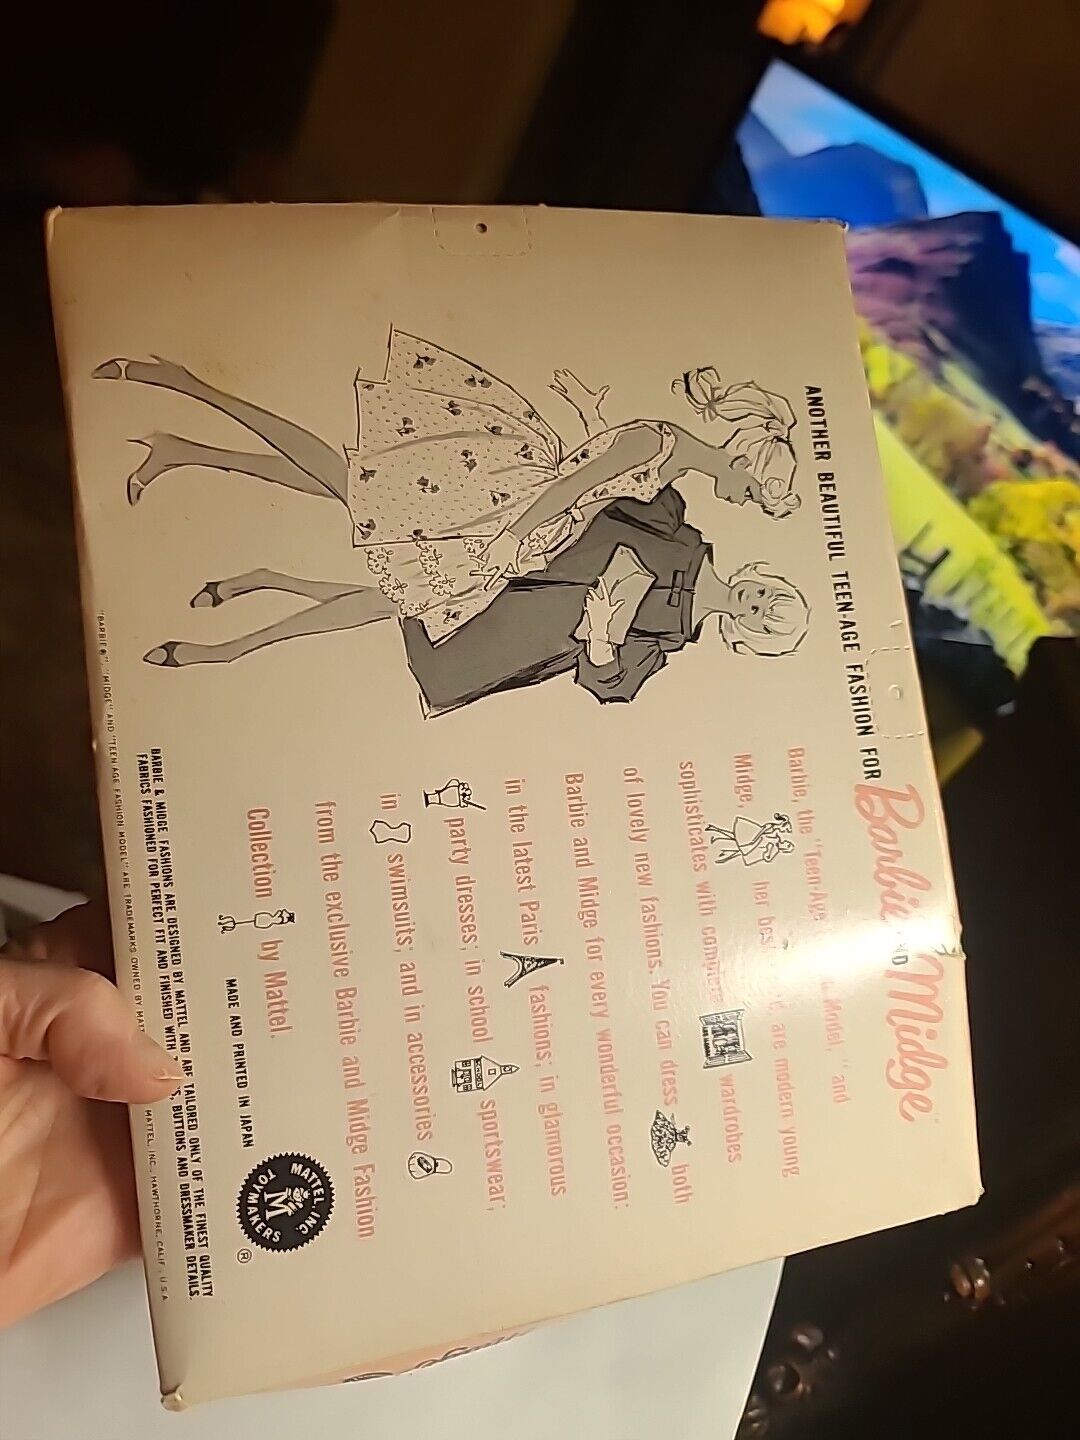 ANOTHER BEAUTIFUL TEEN-AGE FASHION FOR Barbie AND Midge
Barbie, the "Teen-Age Model," and
Midge, her best are modern young
sophisticates with complete wardrobes
of lovely new fashions. You can dress both
Barbie and Midge for every wonderful occasion:
in the latest Paris fashions; in glamorous
party dresses; in school sportswear;
in swimsuits; and in accessories
from the exclusive Barbie and Midge Fashion
Collection by Mattel.
MADE AND PRINTED IN JAPAN
MATTEL, INC.
M
TOYMAKERS
®
BARBIE & MIDGE FASHIONS ARE DESIGNED BY MATTEL AND ARE TAILORED ONLY OF THE FINEST QUALITY
FABRICS FASHIONED FOR PERFECT FIT AND FINISHED WITH BUTTONS AND DRESSMAKER DETAILS.
"BARBIE®", "MIDGE" AND "TEEN-AGE FASHION MODEL" ARE TRADEMARKS OWNED BY MATTEL, INC., HAWTHORNE, CALIF., U.S.A.